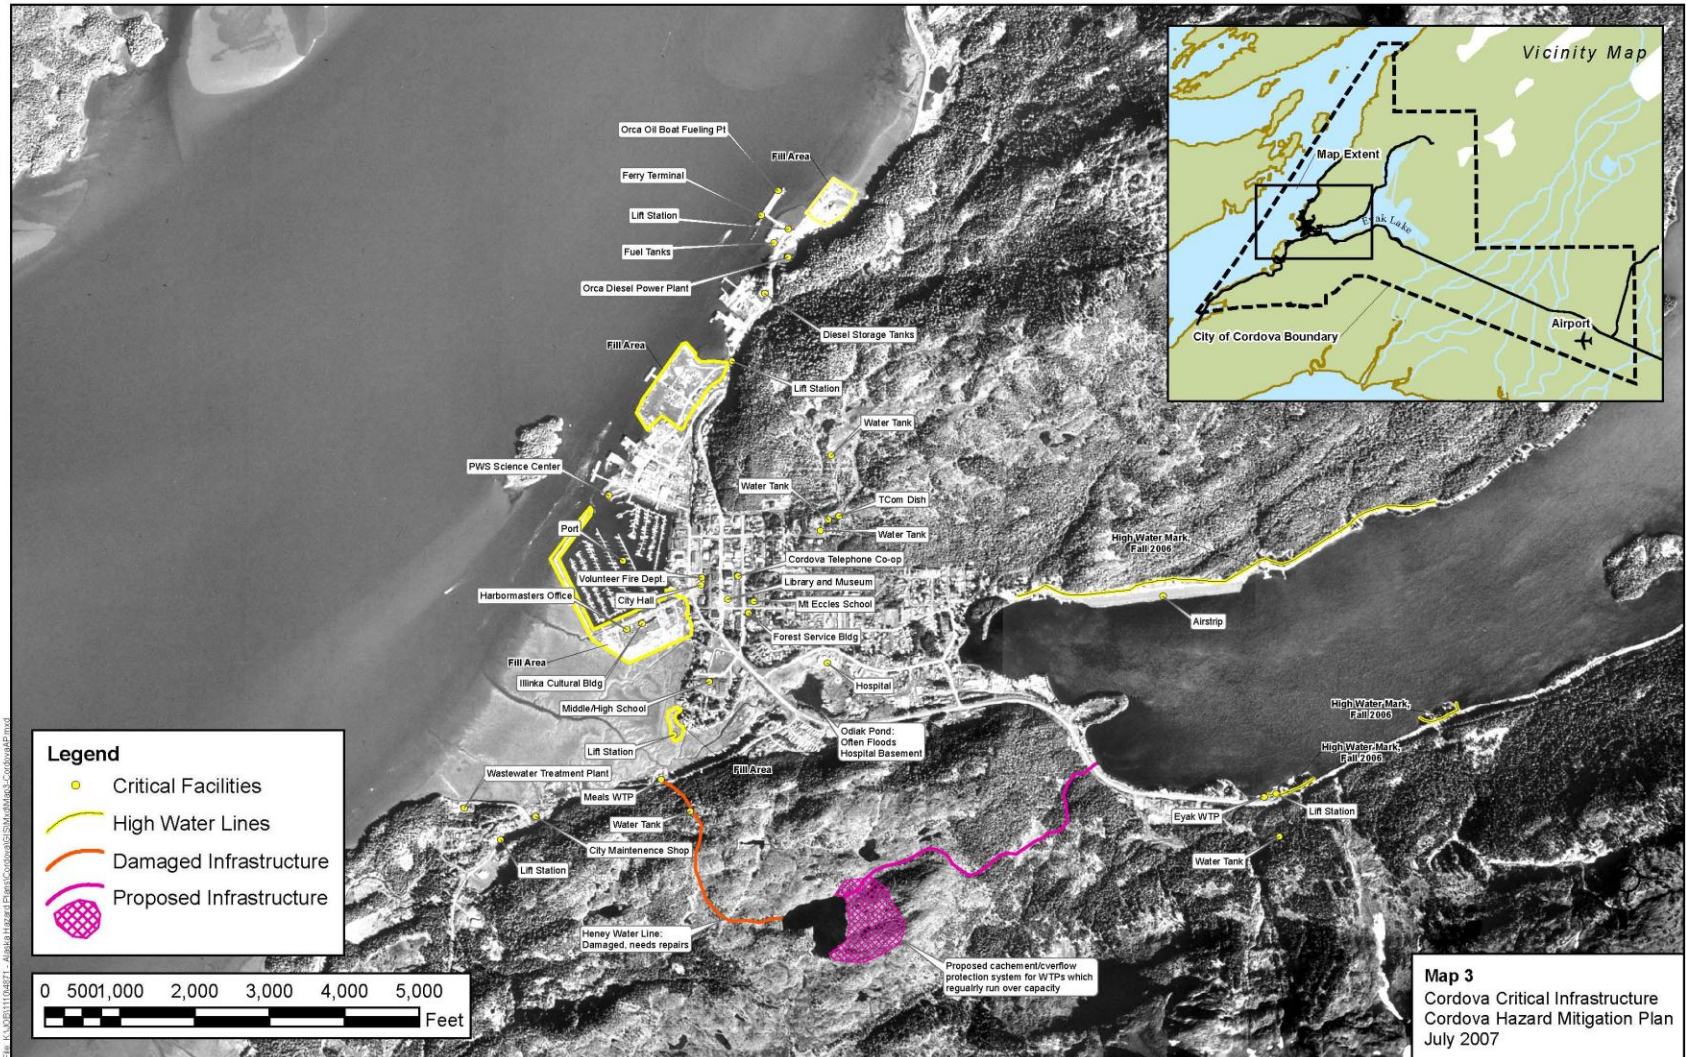 Vicinity Map
Map Extent
Eyak Lake
City of Cordova Boundary
Airport
Orca Oil Boat Fueling Pt
Fill Area
Ferry Terminal
Lift Station
Fuel Tanks
Orca Diesel Power Plant
Diesel Storage Tanks
Fill Area
Lift Station
Water Tank
PWS Science Center
Water Tank
TCom Dish
Port
Water Tank
High Water Mark,
Fall 2006
Cordova Telephone Co-op
Volunteer Fire Dept.
Library and Museum
Harbormasters Office
City Hall
Mt Eccles School
Airstrip
Forest Service Bldg
Fill Area
Illinka Cultural Bldg
Hospital
Middle/High School
High Water Mark,
Fall 2006
Odiak Pond:
Often Floods
Hospital Basement
Lift Station
High Water Mark,
Fall 2006
Fill Area
Wastewater Treatment Plant
Meals WTP
Water Tank
Eyak WTP
Lift Station
City Maintenence Shop
Water Tank
Lift Station
Heney Water Line:
Damaged, needs repairs
Proposed cachement/overflow
protection system for WTPs which
regualrly run over capacity
Legend
Critical Facilities
High Water Lines
Damaged Infrastructure
Proposed Infrastructure
0 5001,000 2,000 3,000 4,000 5,000
Feet
Map 3
Cordova Critical Infrastructure
Cordova Hazard Mitigation Plan
July 2007